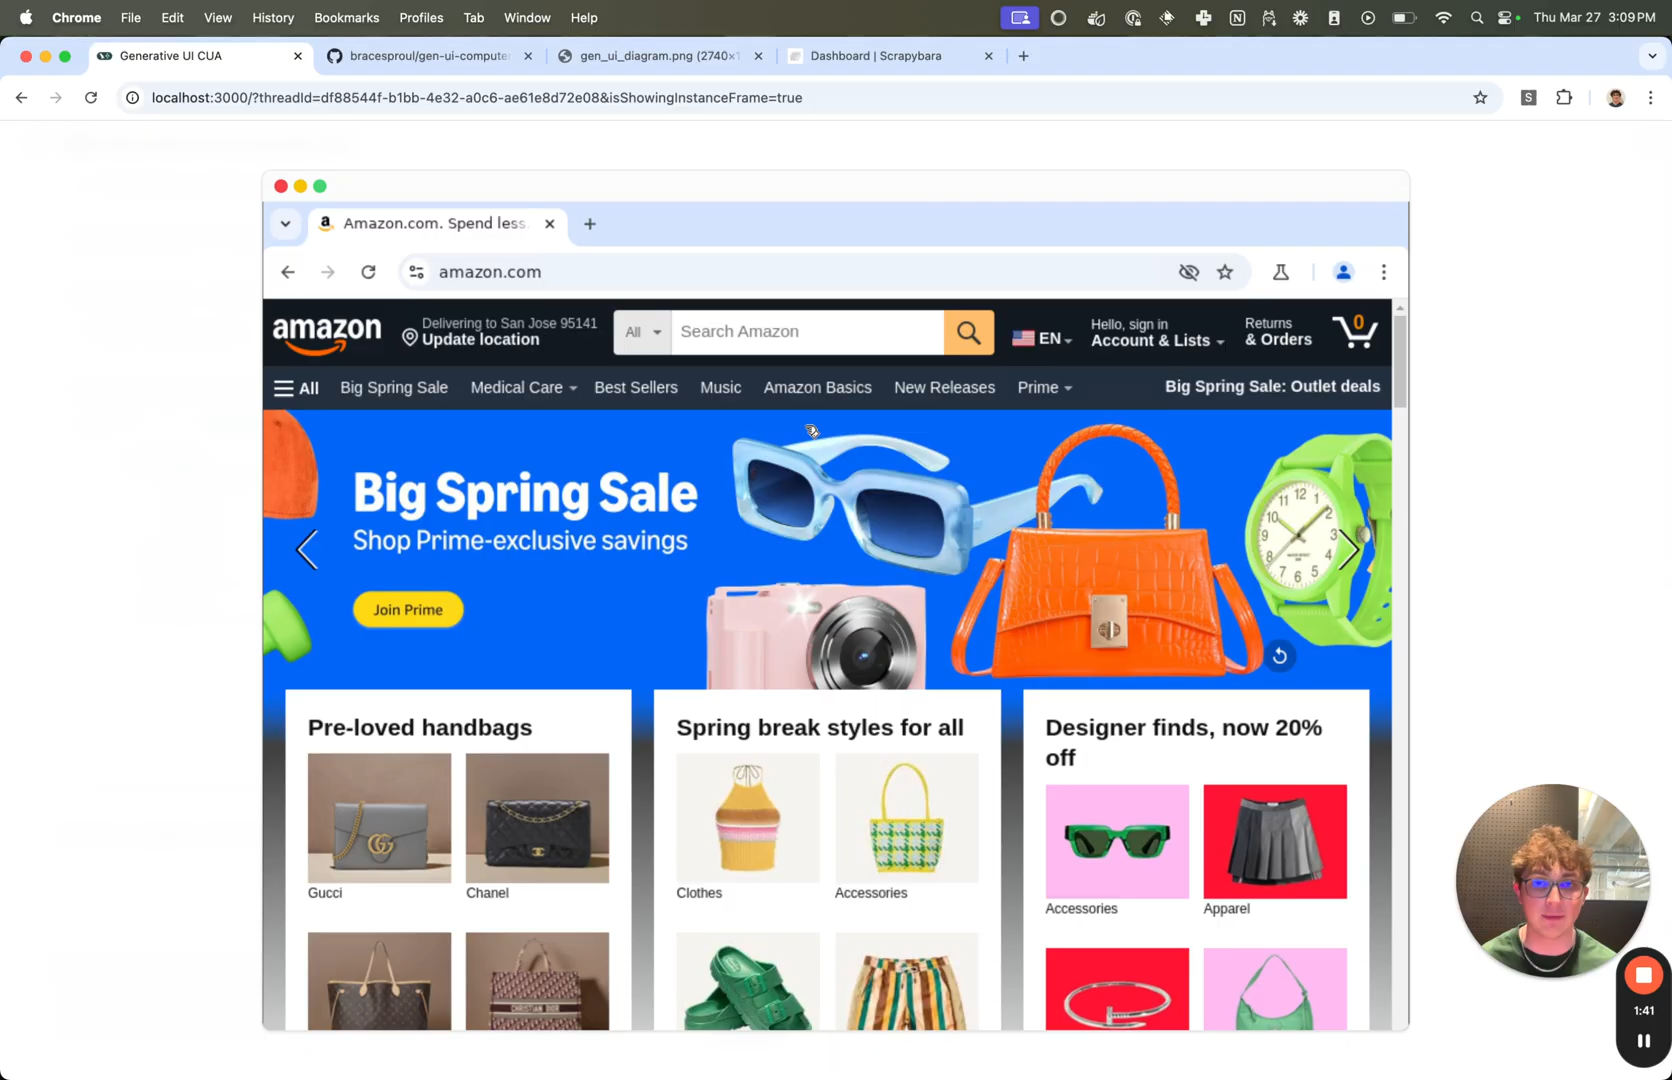 Chrome File Edit View History Bookmarks Profiles Tab Window Help Thu Mar 27 3:09 PM
Generative UI CUA bracesproul/gen-ui-computer gen_ui_diagram.png (2740×1 Dashboard | Scrapybara
localhost:3000/?threadId=df88544f-b1bb-4e32-a0c6-ae61e8d72e08&isShowingInstanceFrame=true
Amazon.com. Spend less.
amazon.com
amazon
Delivering to San Jose 95141
Update location
All
Search Amazon
EN
Hello, sign in
Account & Lists
Returns
& Orders
0
All Big Spring Sale Medical Care Best Sellers Music Amazon Basics New Releases Prime Big Spring Sale: Outlet deals
Big Spring Sale
Shop Prime-exclusive savings
Join Prime
Pre-loved handbags
Gucci Chanel
Spring break styles for all
Clothes Accessories
Designer finds, now 20%
off
Accessories Apparel
1:41